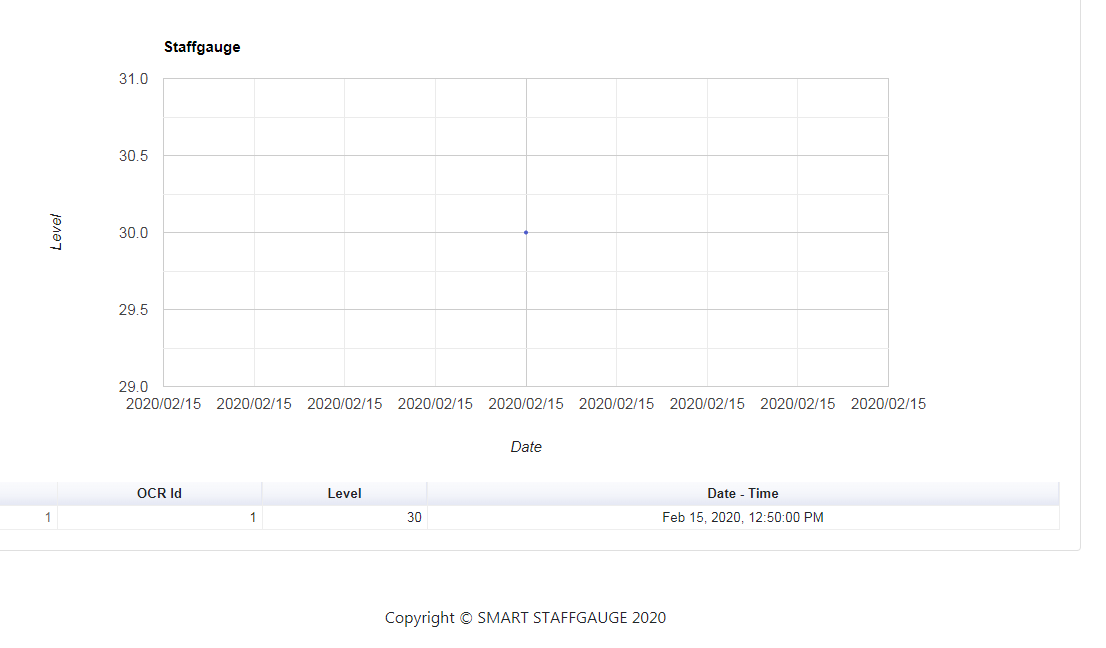 Staffgauge
31.0
30.5
30.0
29.5
29.0
Level
2020/02/15 2020/02/15 2020/02/15 2020/02/15 2020/02/15 2020/02/15 2020/02/15 2020/02/15 2020/02/15
Date
OCR Id Level Date - Time
1 1 30 Feb 15, 2020, 12:50:00 PM
Copyright © SMART STAFFGAUGE 2020